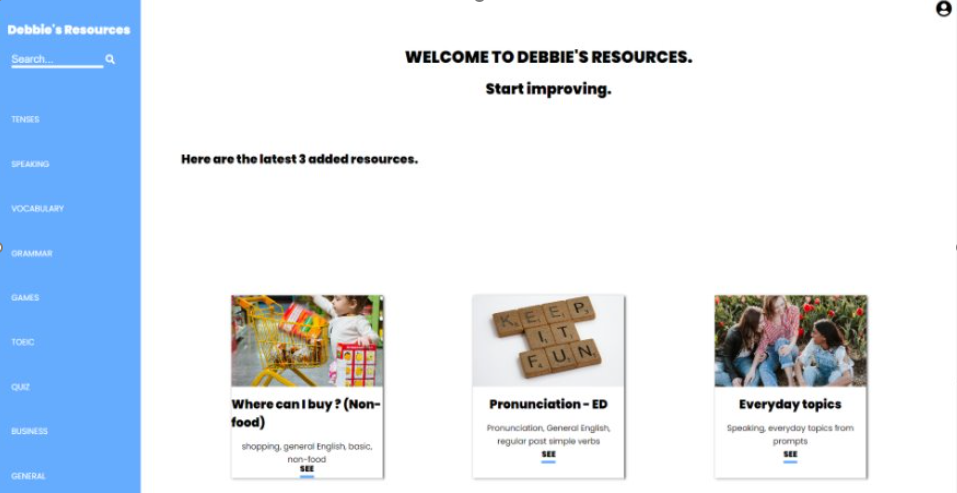 Debbie's Resources
Search...
TENSES
SPEAKING
VOCABULARY
GRAMMAR
GAMES
TOEIC
QUIZ
BUSINESS
GENERAL
WELCOME TO DEBBIE'S RESOURCES.
Start improving.
Here are the latest 3 added resources.
Where can I buy ? (Non-
food)
shopping, general English, basic,
non-food
SEE
KEEP
IT
FUN
Pronunciation - ED
Pronunciation, General English,
regular past simple verbs
SEE
Everyday topics
Speaking, everyday topics from
prompts
SEE